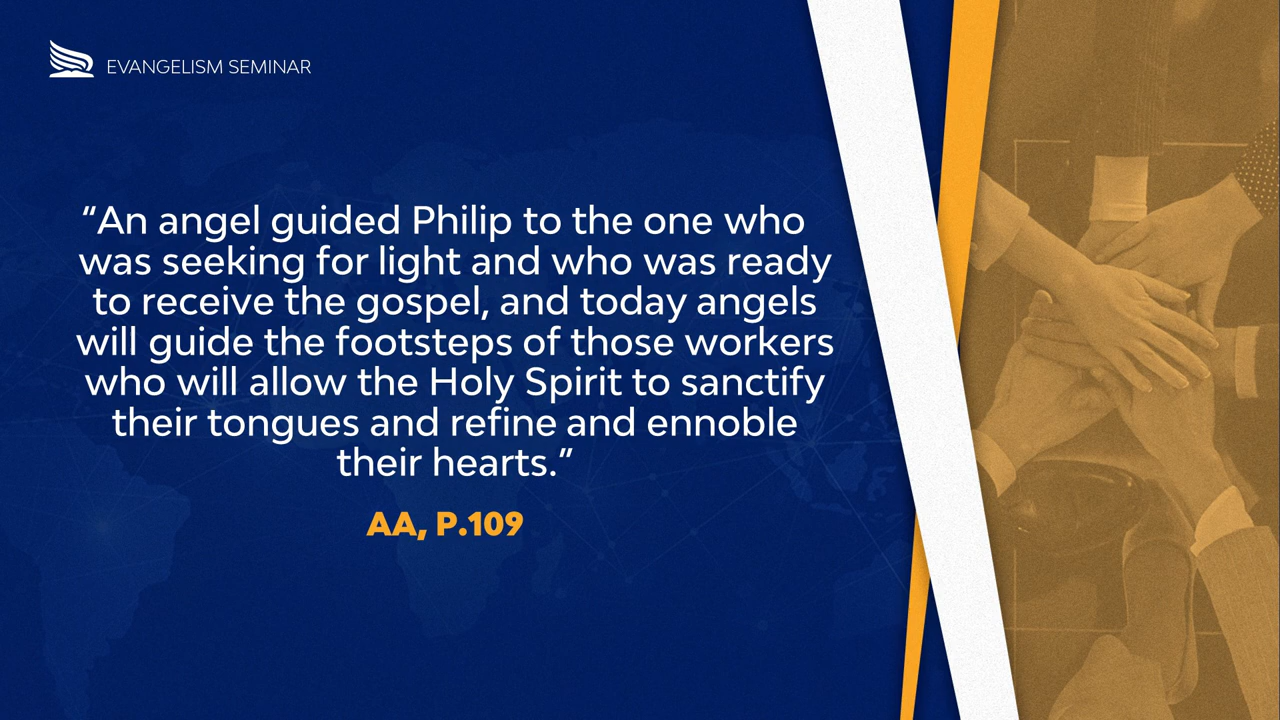 EVANGELISM SEMINAR
“An angel guided Philip to the one who
was seeking for light and who was ready
to receive the gospel, and today angels
will guide the footsteps of those workers
who will allow the Holy Spirit to sanctify
their tongues and refine and ennoble
their hearts.”
AA, P.109